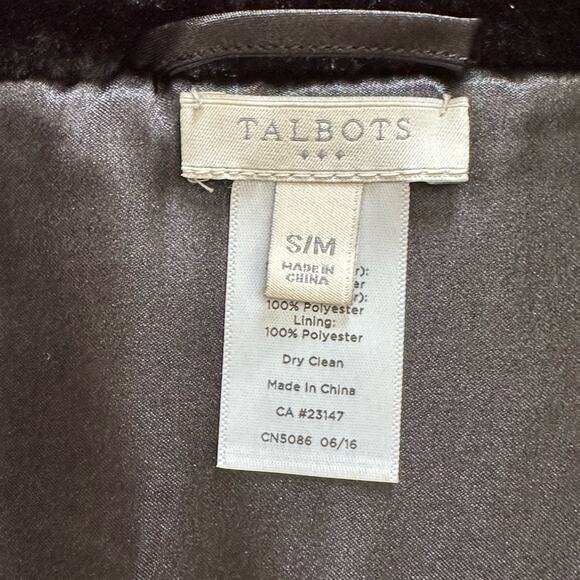 TALBOTS
S/M
MADE IN
CHINA
r):
er
r):
100% Polyester
Lining:
100% Polyester
Dry Clean
Made In China
CA #23147
CN5086 06/16